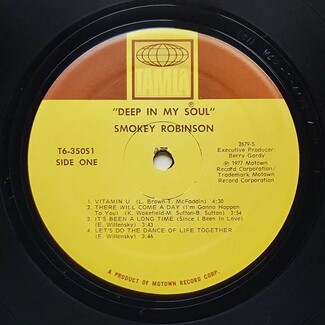 TAMLA
®
"DEEP IN MY SOUL"
SMOKEY ROBINSON
T6-350S1
SIDE ONE
2679-S
Executive Producer:
Berry Gordy
℗ 1977 Motown
Record Corporation/
Trademark Motown
Record Corporation
1. VITAMIN U (L. Brown-T. McFaddin) 4:30
2. THERE WILL COME A DAY (I'm Gonna Happen
To You) (K. Wakefield-M. Sutton-B. Sutton) 3:54
3. IT'S BEEN A LONG TIME (Since I Been In Love)
(E. Willensky) 3:43
4. LET'S DO THE DANCE OF LIFE TOGETHER
(E. Willensky) 3:46
A PRODUCT OF MOTOWN RECORD CORP.